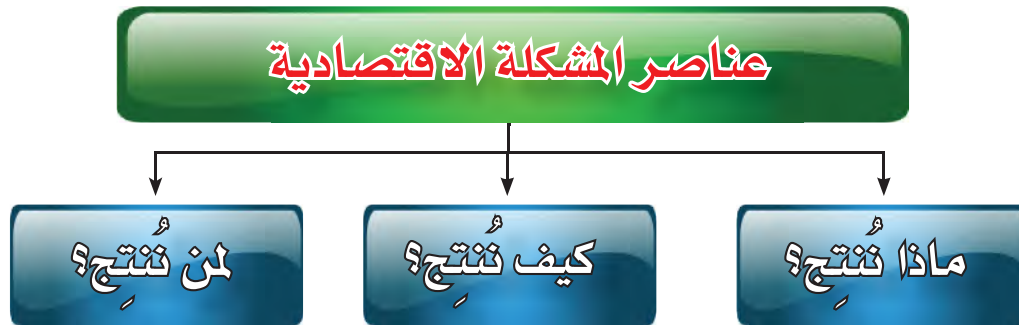 عناصر المشكلة الاقتصادية
ماذا نُنتِج؟
كيف نُنتِج؟
لمن نُنتِج؟